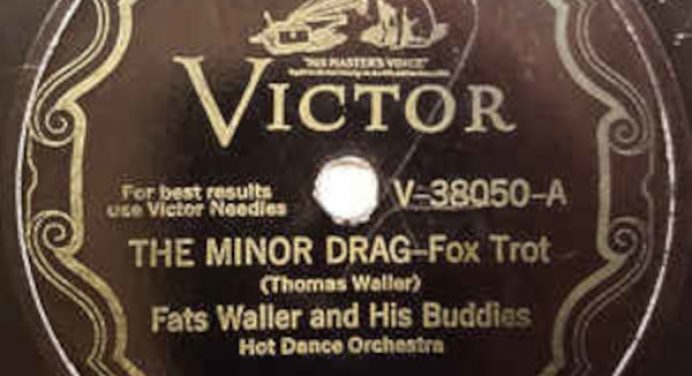 "HIS MASTER'S VOICE"
VICTOR
For best results
use Victor Needles
V-38050-A
THE MINOR DRAG-Fox Trot
(Thomas Waller)
Fats Waller and His Buddies
Hot Dance Orchestra